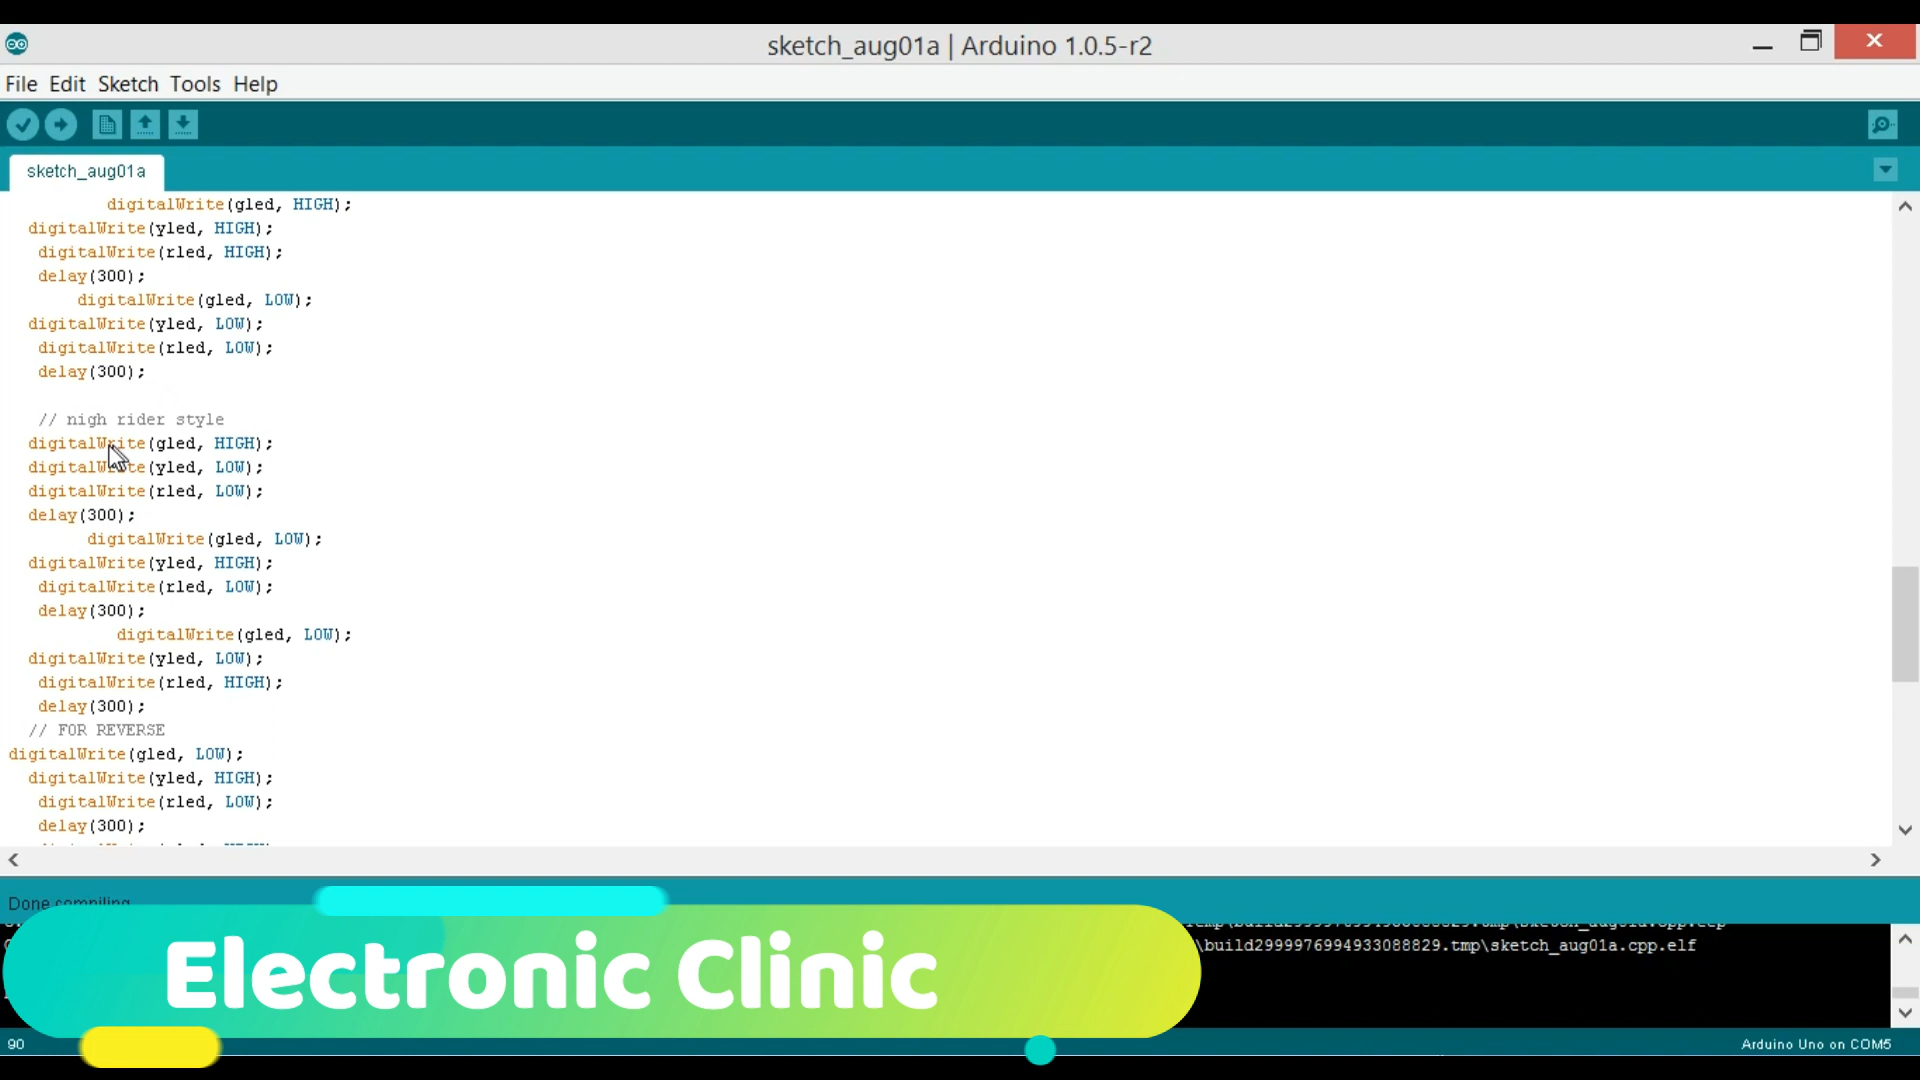 sketch_aug01a | Arduino 1.0.5-r2
File Edit Sketch Tools Help
sketch_aug01a
digitalWrite(gled, HIGH);
digitalWrite(yled, HIGH);
digitalWrite(rled, HIGH);
delay(300);
digitalWrite(gled, LOW);
digitalWrite(yled, LOW);
digitalWrite(rled, LOW);
delay(300);
// nigh rider style
digitalWrite(gled, HIGH);
digitalWrite(yled, LOW);
digitalWrite(rled, LOW);
delay(300);
digitalWrite(gled, LOW);
digitalWrite(yled, HIGH);
digitalWrite(rled, LOW);
delay(300);
digitalWrite(gled, LOW);
digitalWrite(yled, LOW);
digitalWrite(rled, HIGH);
delay(300);
// FOR REVERSE
digitalWrite(gled, LOW);
digitalWrite(yled, HIGH);
digitalWrite(rled, LOW);
delay(300);
Done compiling
\build2999976994933088829.tmp\sketch_aug01a.cpp.elf
Electronic Clinic
90
Arduino Uno on COM5